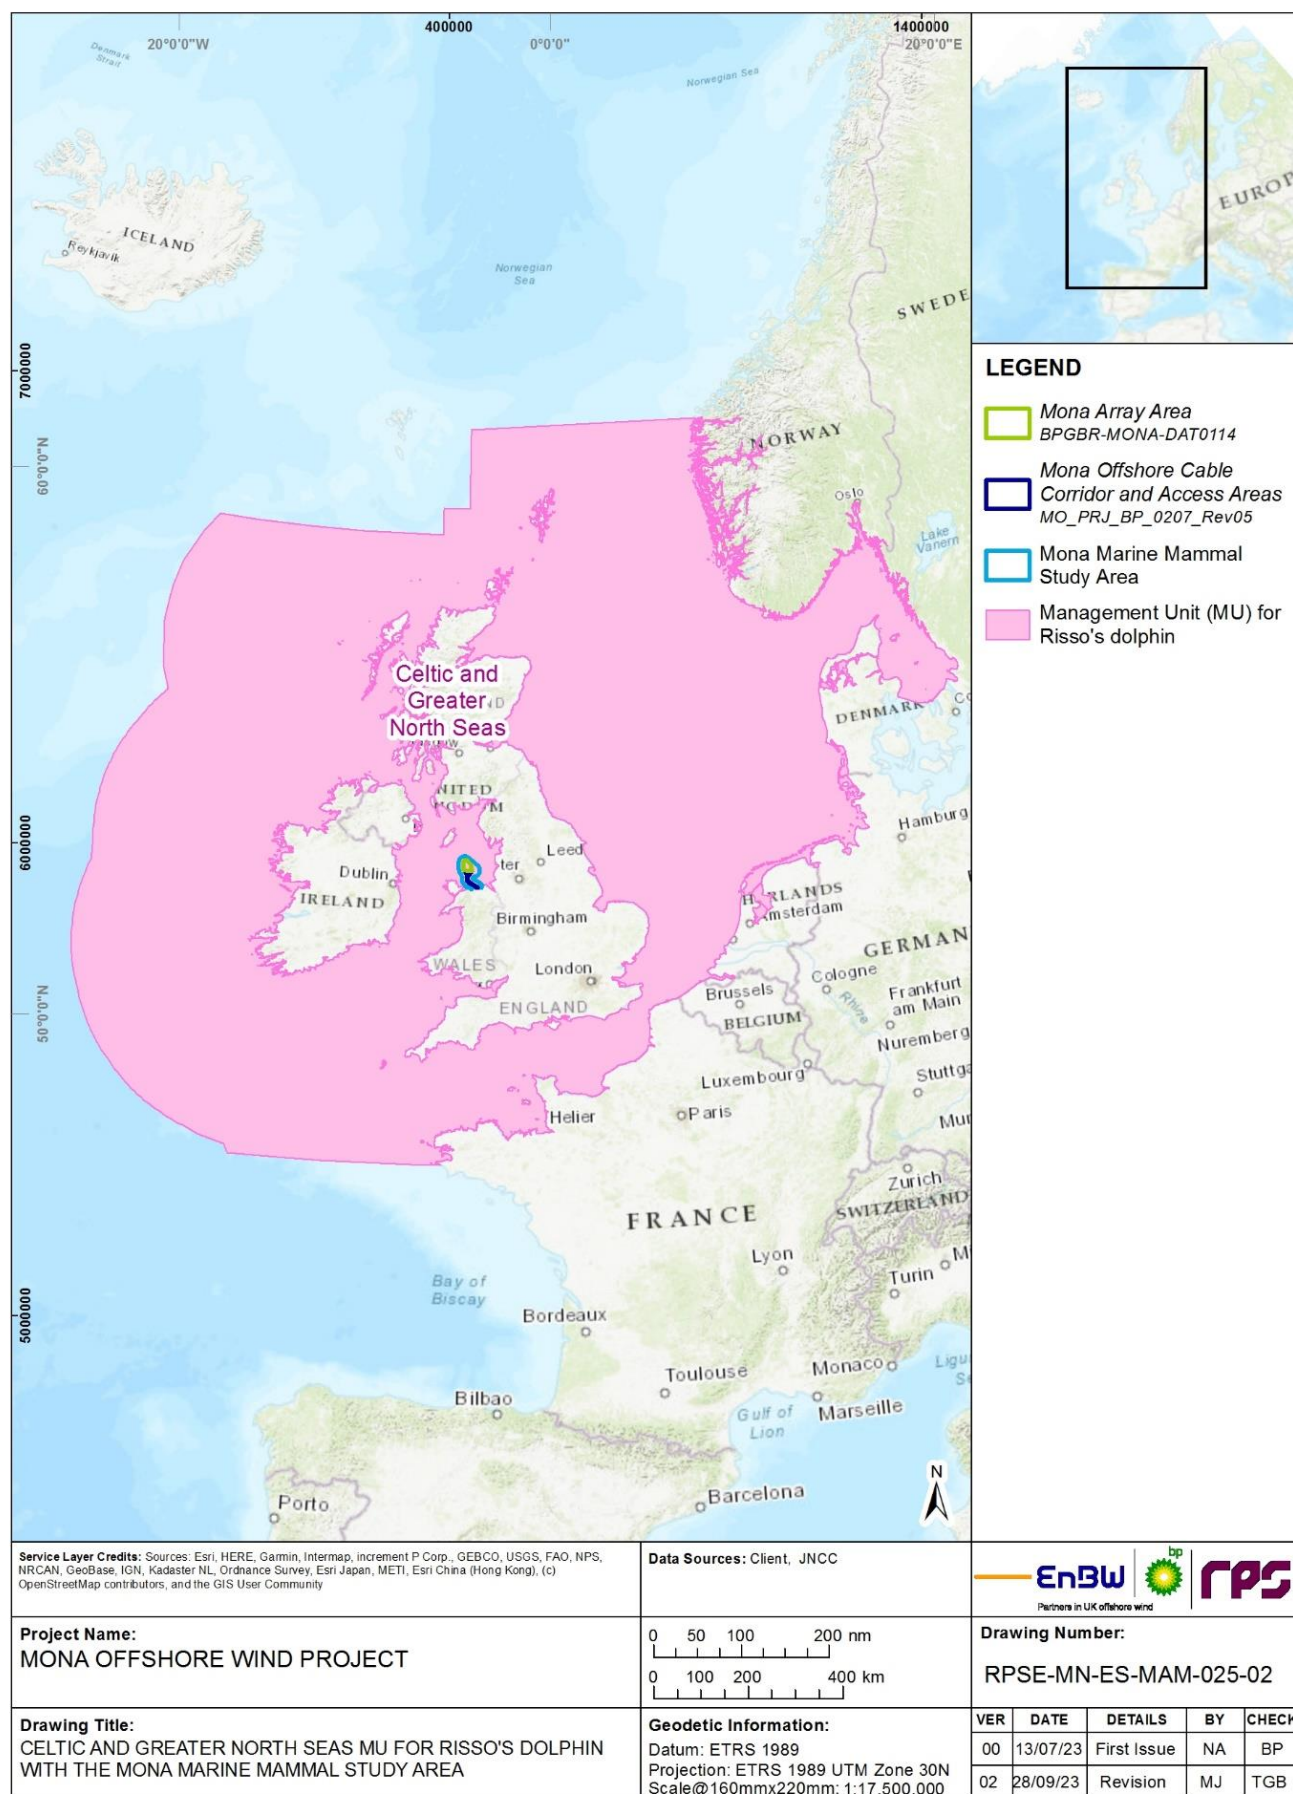 400000
1400000
20°0'0"W
0°0'0"
20°0'0"E
Denmark
Strait
Norwegian Sea
ICELAND
Reykjavik
Norwegian
Sea
SWEDE
EUROP
7000000
60°0'0"N
NORWAY
Oslo
Lake
Vanern
LEGEND
Mona Array Area
BPGBR-MONA-DAT0114
Mona Offshore Cable
Corridor and Access Areas
MO_PRJ_BP_0207_Rev05
Mona Marine Mammal
Study Area
Management Unit (MU) for
Risso's dolphin
Celtic and
Greater
North Seas
DENMARK
NITED
6000000
Hamburg
Leed
ter
Dublin
IRELAND
RLANDS
Amsterdam
Birmingham
GERMAN
WALES
London
Cologne
ENGLAND
Brussels
BELGIUM
Rhine
Frankfurt
am Main
50°0'0"N
Nuremberg
Luxembourg
Stuttga
Helier
Paris
Mun
Zurich
SWITZERLAND
FRANCE
Lyon
Mi
Turin
Bay of
Biscay
5000000
Bordeaux
Toulouse
Monaco
Ligu
Se
Bilbao
Gulf of
Lion
Marseille
N
Porto
Barcelona
Service Layer Credits: Sources: Esri, HERE, Garmin, Intermap, increment P Corp., GEBCO, USGS, FAO, NPS,
NRCAN, GeoBase, IGN, Kadaster NL, Ordnance Survey, Esri Japan, METI, Esri China (Hong Kong), (c)
OpenStreetMap contributors, and the GIS User Community
Data Sources: Client, JNCC
EnBW bp rps
Partners in UK offshore wind
Project Name:
MONA OFFSHORE WIND PROJECT
0 50 100 200 nm
0 100 200 400 km
Drawing Number:
RPSE-MN-ES-MAM-025-02
Drawing Title:
CELTIC AND GREATER NORTH SEAS MU FOR RISSO'S DOLPHIN
WITH THE MONA MARINE MAMMAL STUDY AREA
Geodetic Information:
Datum: ETRS 1989
Projection: ETRS 1989 UTM Zone 30N
Scale@160mmx220mm: 1:17,500,000
VER DATE DETAILS BY CHECK
00 13/07/23 First Issue NA BP
02 28/09/23 Revision MJ TGB